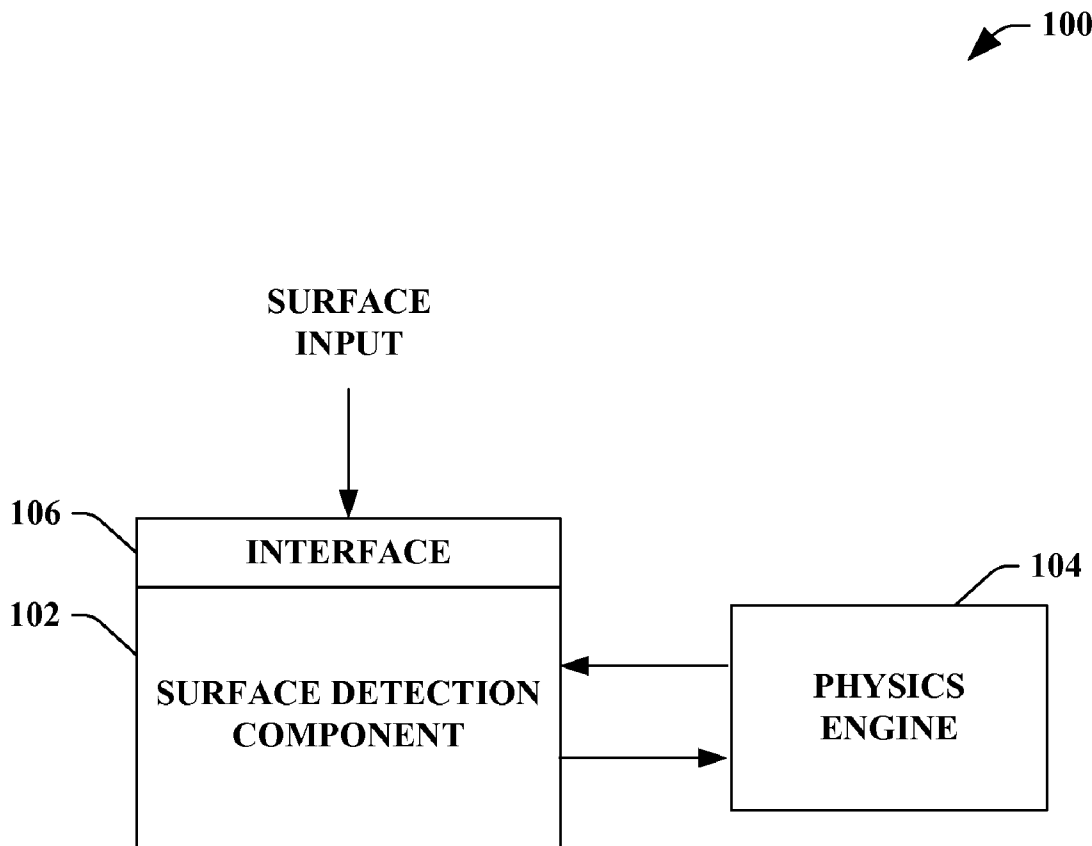 100
SURFACE
INPUT
106
INTERFACE
104
102
SURFACE DETECTION
COMPONENT
PHYSICS
ENGINE